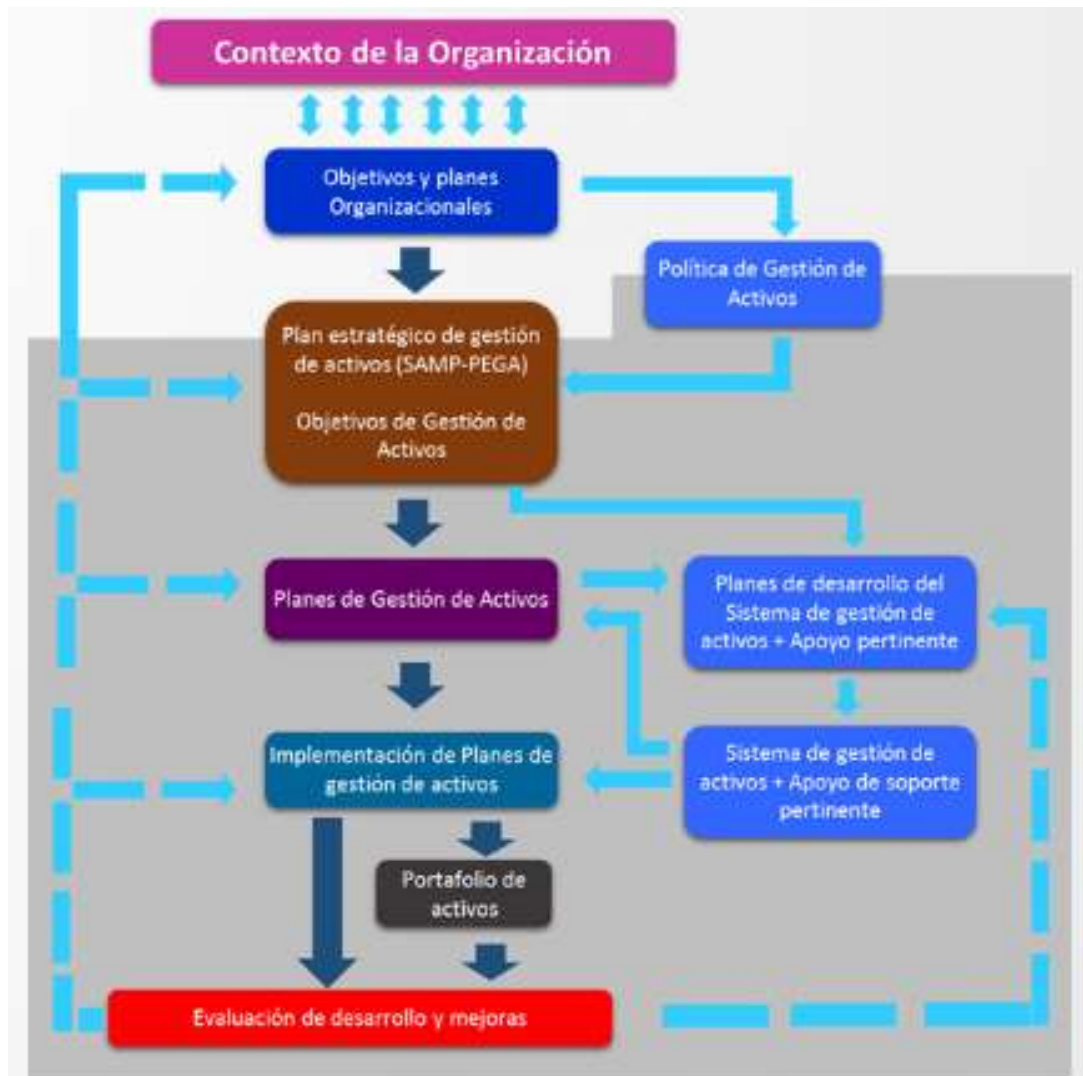 Contexto de la Organización
Objetivos y planes
Organizacionales
Política de Gestión de
Activos
Plan estratégico de gestión
de activos (SAMP-PEGA)
Objetivos de Gestión de
Activos
Planes de Gestión de Activos
Planes de desarrollo del
Sistema de gestión de
activos + Apoyo pertinente
Implementación de Planes de
gestión de activos
Sistema de gestión de
activos + Apoyo de soporte
pertinente
Portafolio de
activos
Evaluación de desarrollo y mejoras